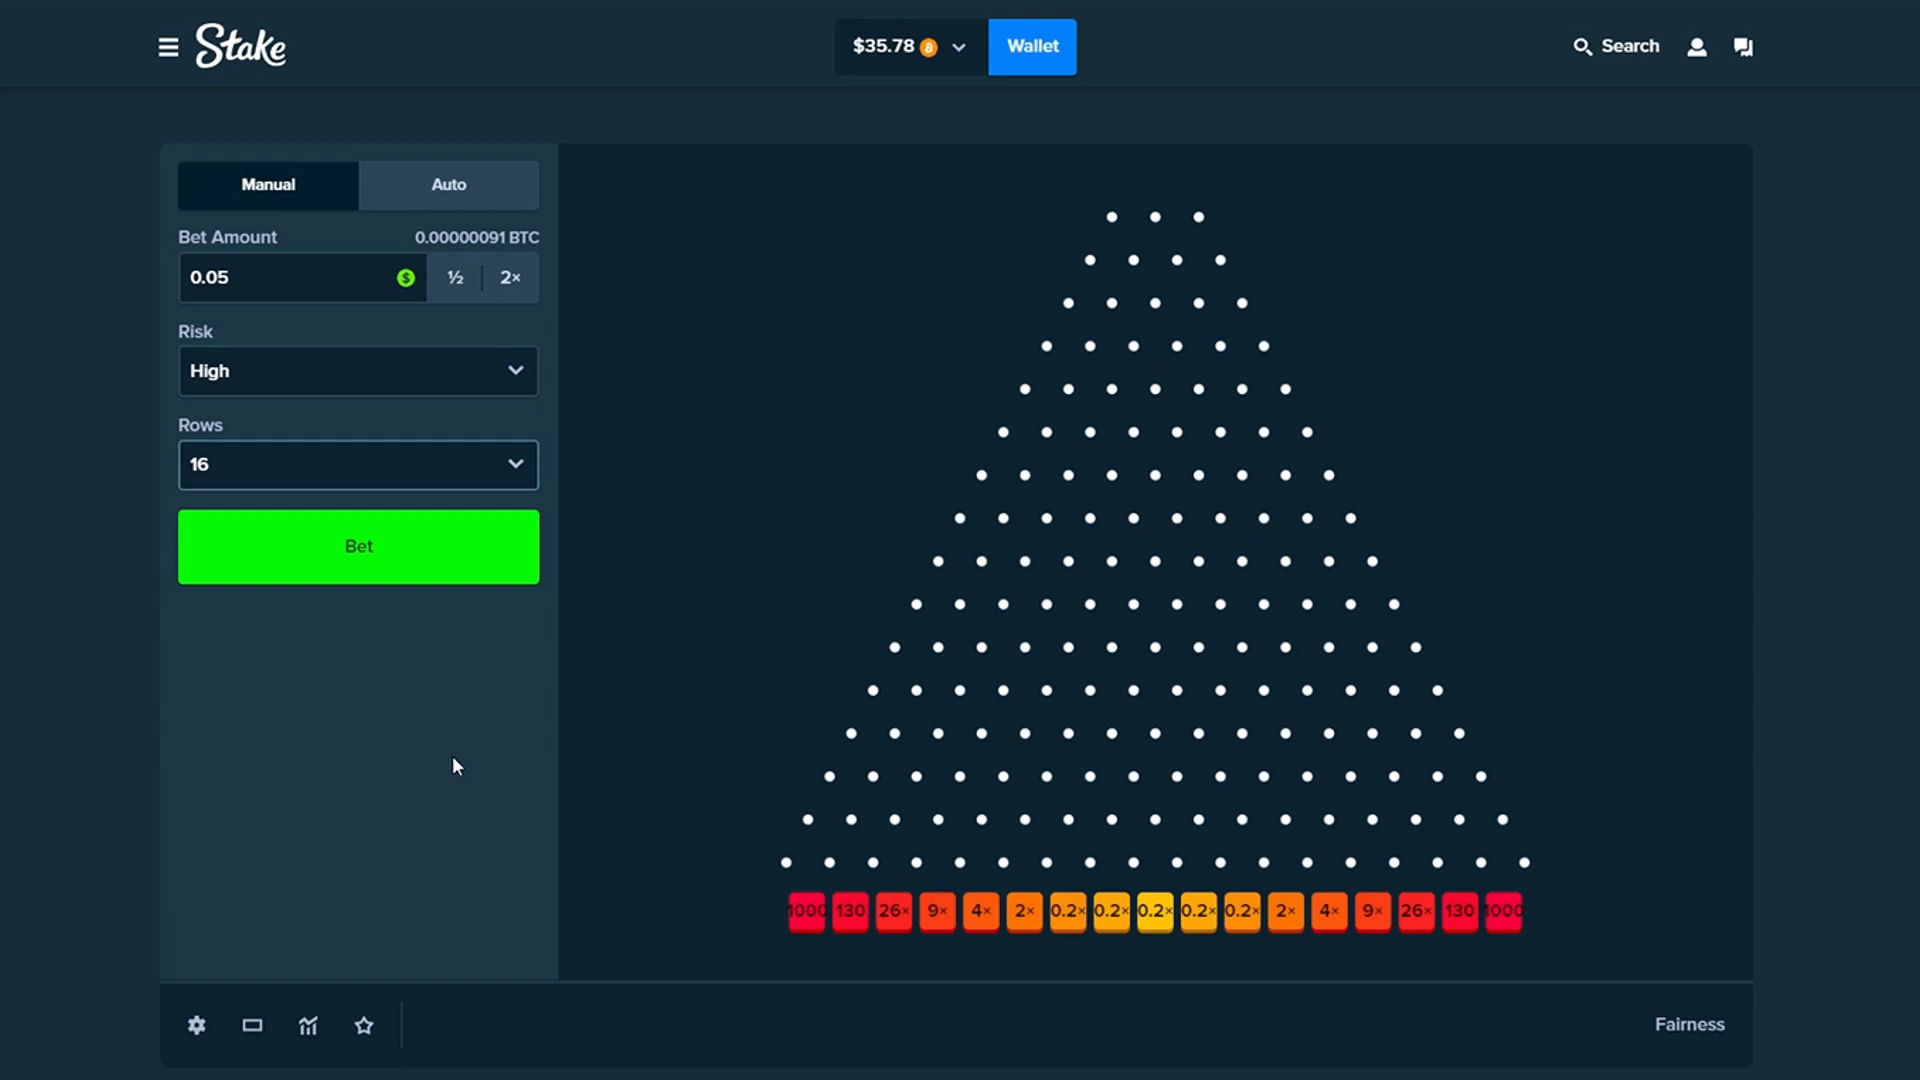 Stake
$35.78
Wallet
Search
Manual
Auto
Bet Amount
0.00000091 BTC
0.05
½
2×
Risk
High
Rows
16
Bet
1000 130 26× 9× 4× 2× 0.2× 0.2× 0.2× 0.2× 0.2× 2× 4× 9× 26× 130 1000
Fairness